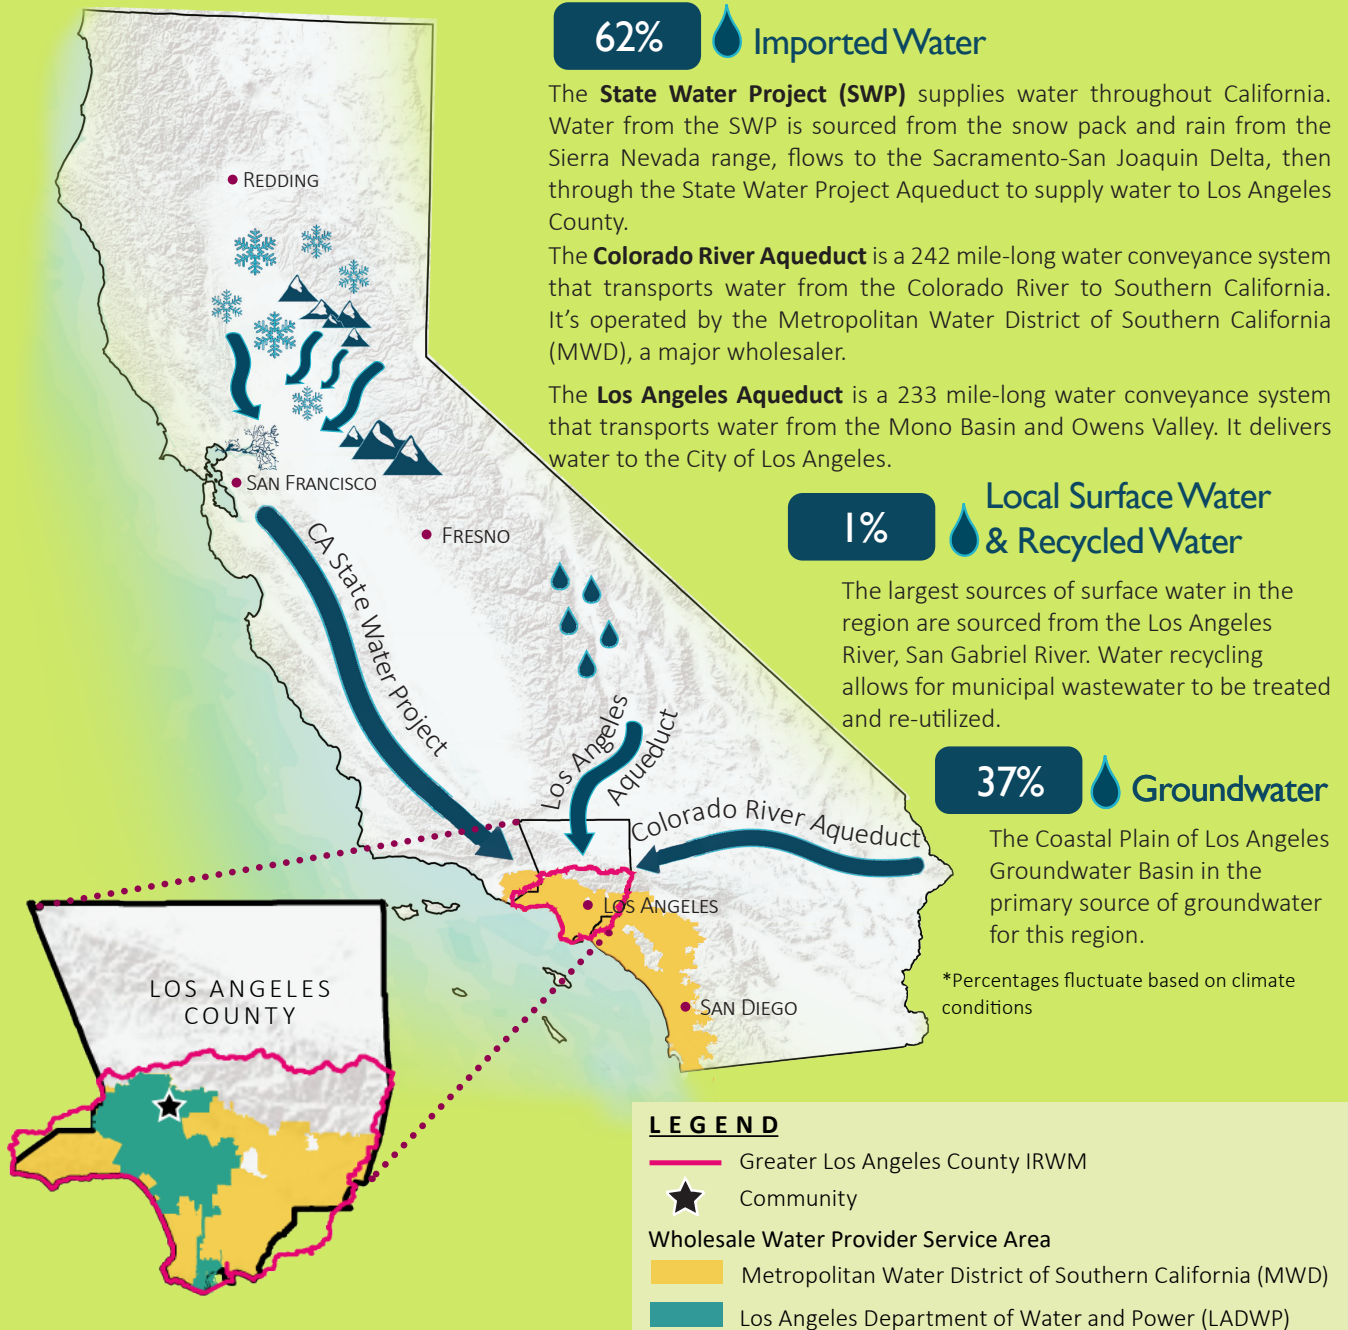 62%
Imported Water
The State Water Project (SWP) supplies water throughout California.
Water from the SWP is sourced from the snow pack and rain from the
Sierra Nevada range, flows to the Sacramento-San Joaquin Delta, then
through the State Water Project Aqueduct to supply water to Los Angeles
County.
The Colorado River Aqueduct is a 242 mile-long water conveyance system
that transports water from the Colorado River to Southern California.
It's operated by the Metropolitan Water District of Southern California
(MWD), a major wholesaler.
The Los Angeles Aqueduct is a 233 mile-long water conveyance system
that transports water from the Mono Basin and Owens Valley. It delivers
water to the City of Los Angeles.
1%
Local Surface Water
& Recycled Water
The largest sources of surface water in the
region are sourced from the Los Angeles
River, San Gabriel River. Water recycling
allows for municipal wastewater to be treated
and re-utilized.
37%
Groundwater
The Coastal Plain of Los Angeles
Groundwater Basin in the
primary source of groundwater
for this region.
*Percentages fluctuate based on climate
conditions
REDDING
SAN FRANCISCO
FRESNO
CA State Water Project
Los Angeles
Aqueduct
Colorado River Aqueduct
LOS ANGELES
SAN DIEGO
LOS ANGELES
COUNTY
LEGEND
Greater Los Angeles County IRWM
Community
Wholesale Water Provider Service Area
Metropolitan Water District of Southern California (MWD)
Los Angeles Department of Water and Power (LADWP)